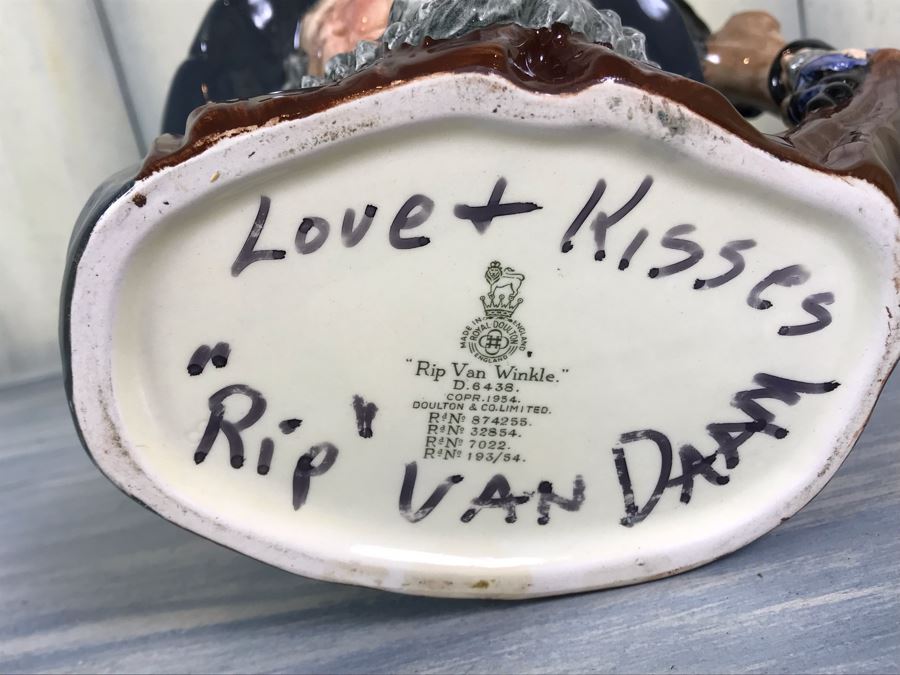 Love + Kisses
MADE IN ENGLAND
ROYAL DOULTON
ENGLAND
"Rip Van Winkle."
D.6438.
COPR.1954.
DOULTON & CO.LIMITED.
Rd No 874255.
Rd No 32854.
Rd No 7022.
Rd No 193/54.
"Rip" VAN DAAM